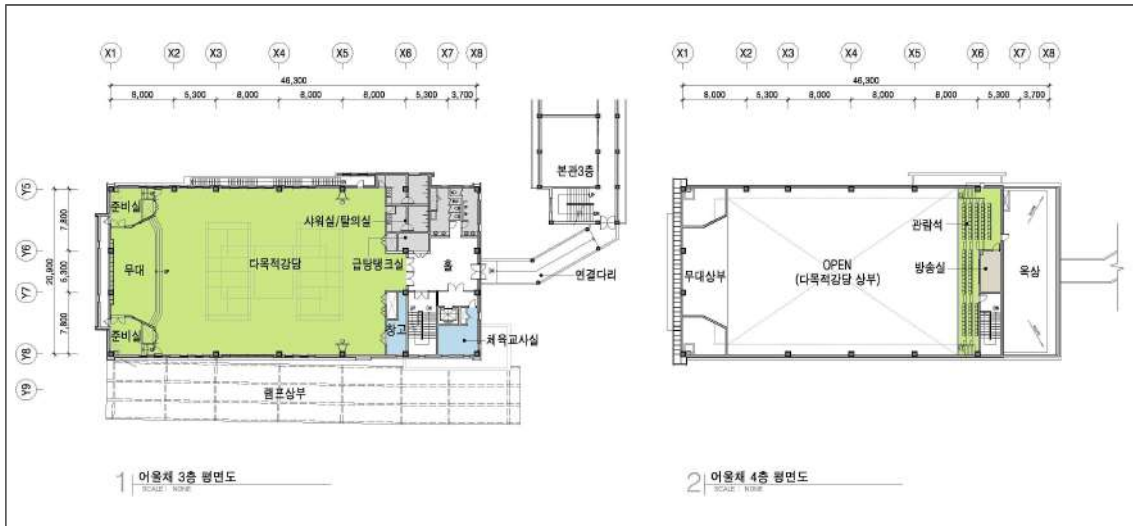 X1 X2 X3 X4 X5 X6 X7 X8
46,300
8,000 5,300 8,000 8,000 8,000 5,300 3,700
본관3층
Y5
Y6
Y7
Y8
Y9
7,800
5,300
7,800
20,900
준비실
무대
준비실
다목적강당
샤워실/탈의실
급탕탱크실
홀
연결다리
창고
체육교사실
램프상부
1 어울채 3층 평면도
SCALE : NONE
X1 X2 X3 X4 X5 X6 X7 X8
46,300
8,000 5,300 8,000 8,000 8,000 5,300 3,700
무대상부
OPEN
(다목적강당 상부)
관람석
방송실
옥상
2 어울채 4층 평면도
SCALE : NONE